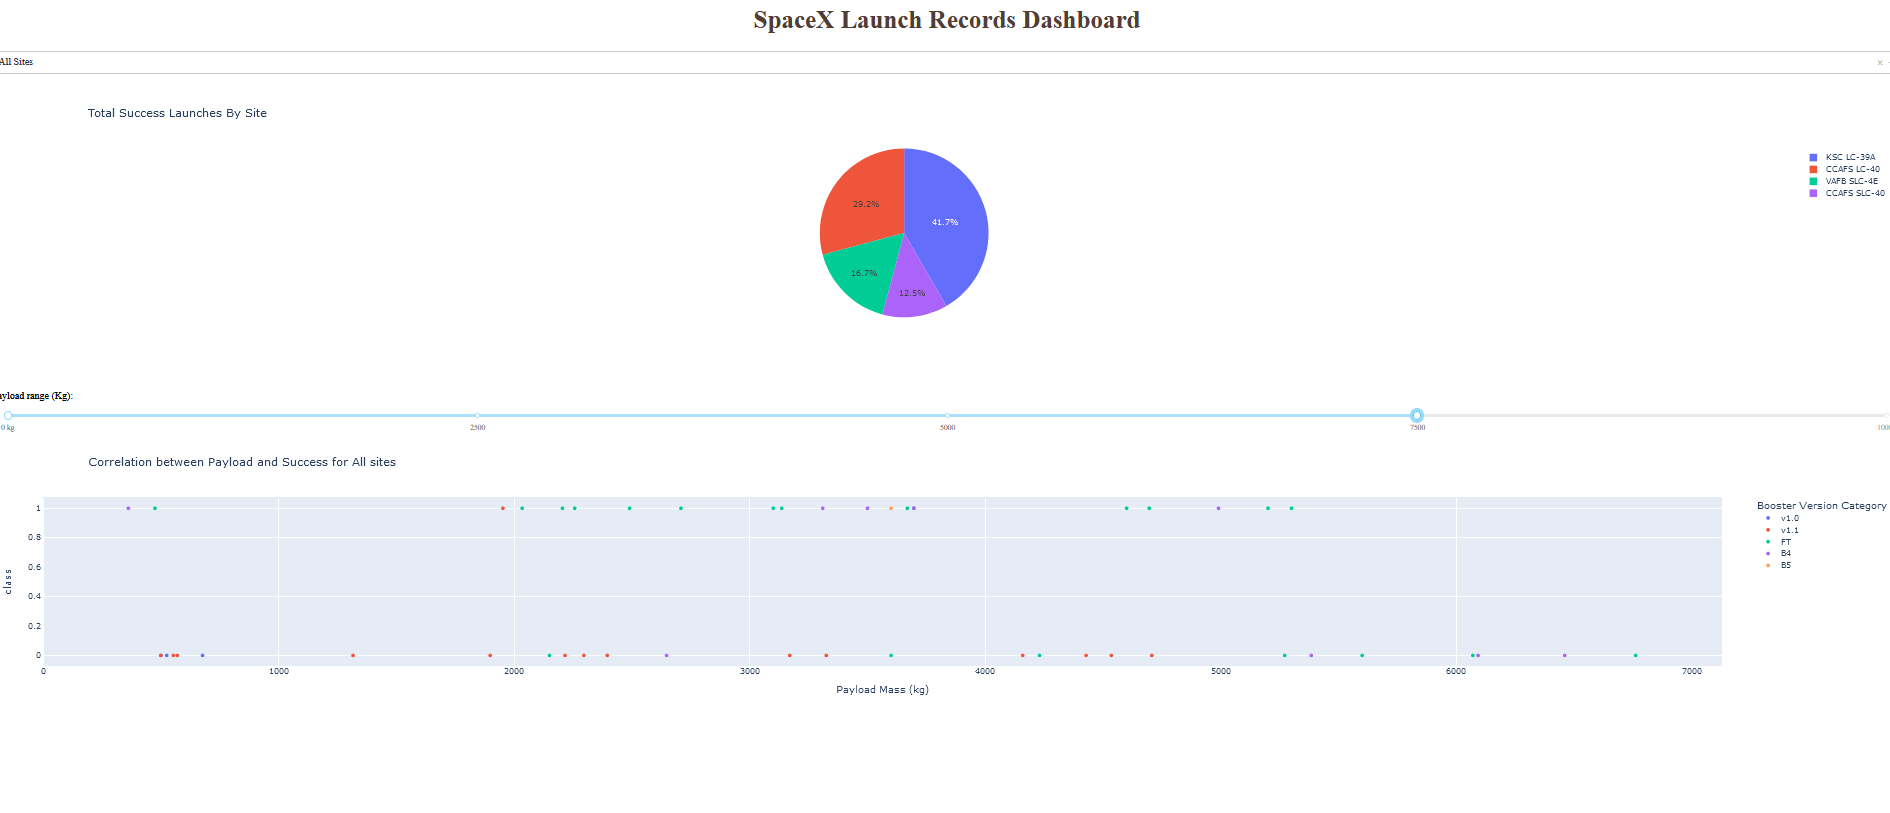 SpaceX Launch Records Dashboard
All Sites
Total Success Launches By Site
KSC LC-39A
CCAFS LC-40
VAFB SLC-4E
CCAFS SLC-40
29.2%
41.7%
16.7%
12.5%
ayload range (Kg):
0 kg 2500 5000 7500 1000
Correlation between Payload and Success for All sites
Booster Version Category
v1.0
v1.1
FT
B4
B5
class
1
0.8
0.6
0.4
0.2
0
0 1000 2000 3000 4000 5000 6000 7000
Payload Mass (kg)